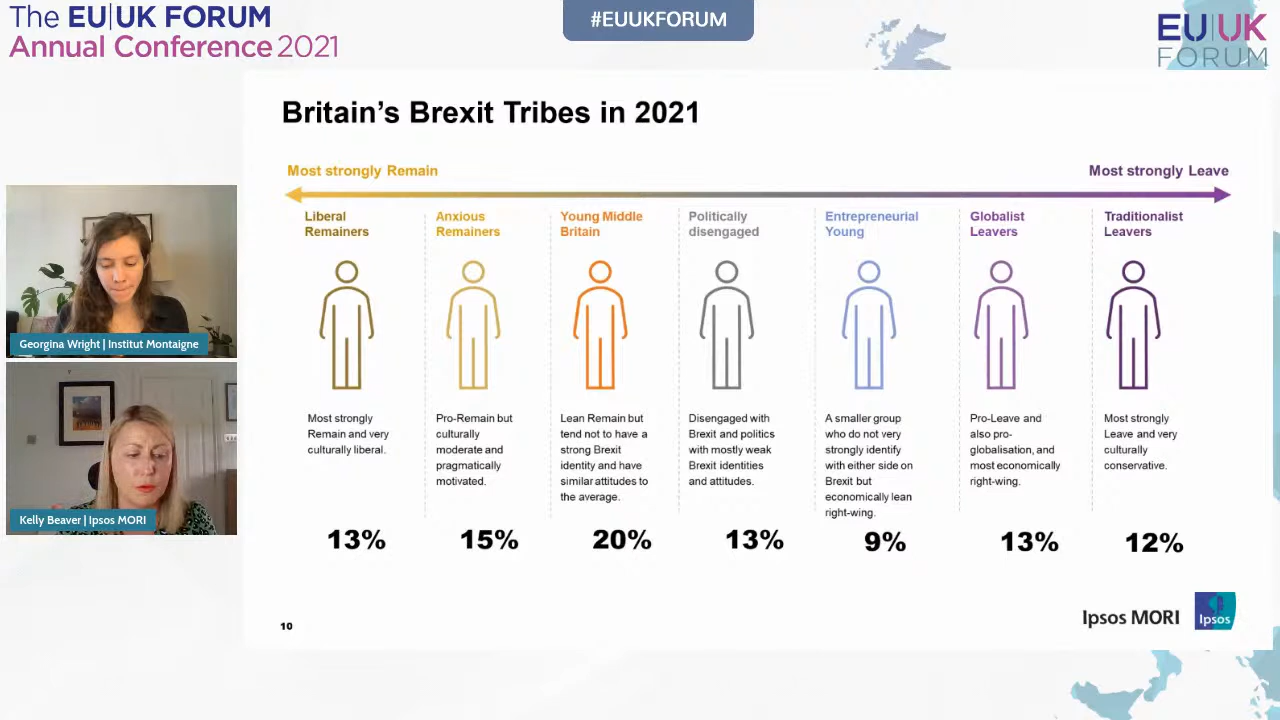 The EU|UK FORUM
Annual Conference 2021
#EUUKFORUM
EU|UK
FORUM
Britain's Brexit Tribes in 2021
Most strongly Remain
Most strongly Leave
Liberal
Remainers
Most strongly
Remain and very
culturally liberal.
13%
Anxious
Remainers
Pro-Remain but
culturally
moderate and
pragmatically
motivated.
15%
Young Middle
Britain
Lean Remain but
tend not to have a
strong Brexit
identity and have
similar attitudes to
the average.
20%
Politically
disengaged
Disengaged with
Brexit and politics
with mostly weak
Brexit identities
and attitudes.
13%
Entrepreneurial
Young
A smaller group
who do not very
strongly identify
with either side on
Brexit but
economically lean
right-wing.
9%
Globalist
Leavers
Pro-Leave and
also pro-
globalisation, and
most economically
right-wing.
13%
Traditionalist
Leavers
Most strongly
Leave and very
culturally
conservative.
12%
Georgina Wright | Institut Montaigne
Kelly Beaver | Ipsos MORI
10
Ipsos MORI
Ipsos